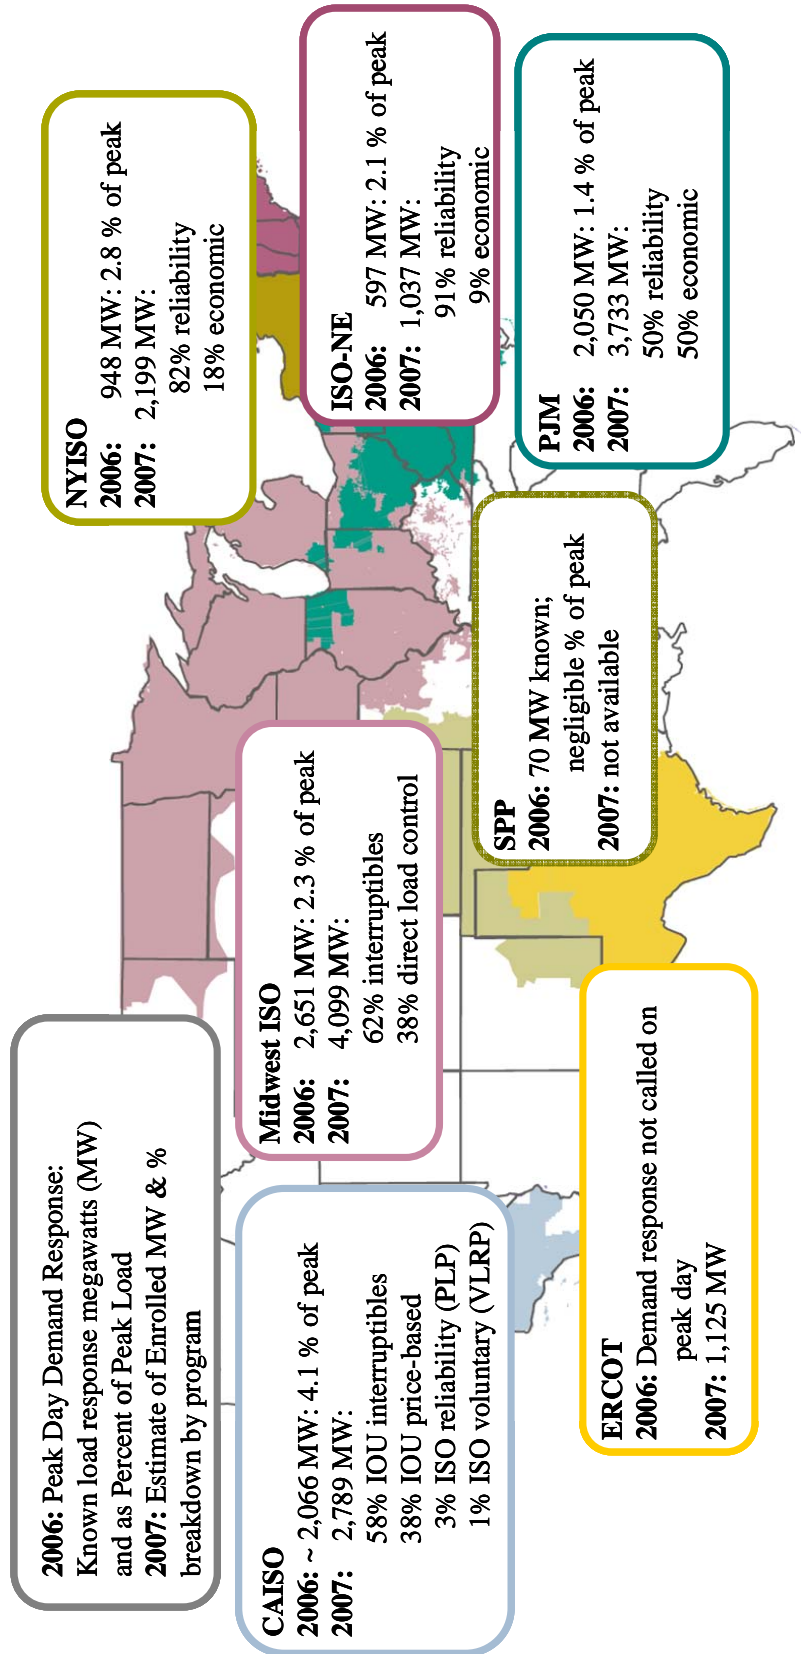 2006: Peak Day Demand Response:
Known load response megawatts (MW)
and as Percent of Peak Load
2007: Estimate of Enrolled MW & %
breakdown by program
CAISO
2006: ~ 2,066 MW: 4.1 % of peak
2007: 2,789 MW:
58% IOU interruptibles
38% IOU price-based
3% ISO reliability (PLP)
1% ISO voluntary (VLRP)
ERCOT
2006: Demand response not called on
peak day
2007: 1,125 MW
Midwest ISO
2006: 2,651 MW: 2.3 % of peak
2007: 4,099 MW:
62% interruptibles
38% direct load control
SPP
2006: 70 MW known;
negligible % of peak
2007: not available
NYISO
2006: 948 MW: 2.8 % of peak
2007: 2,199 MW:
82% reliability
18% economic
ISO-NE
2006: 597 MW: 2.1 % of peak
2007: 1,037 MW:
91% reliability
9% economic
PJM
2006: 2,050 MW: 1.4 % of peak
2007: 3,733 MW:
50% reliability
50% economic